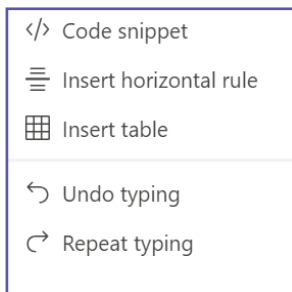 Code snippet
Insert horizontal rule
Insert table
Undo typing
Repeat typing